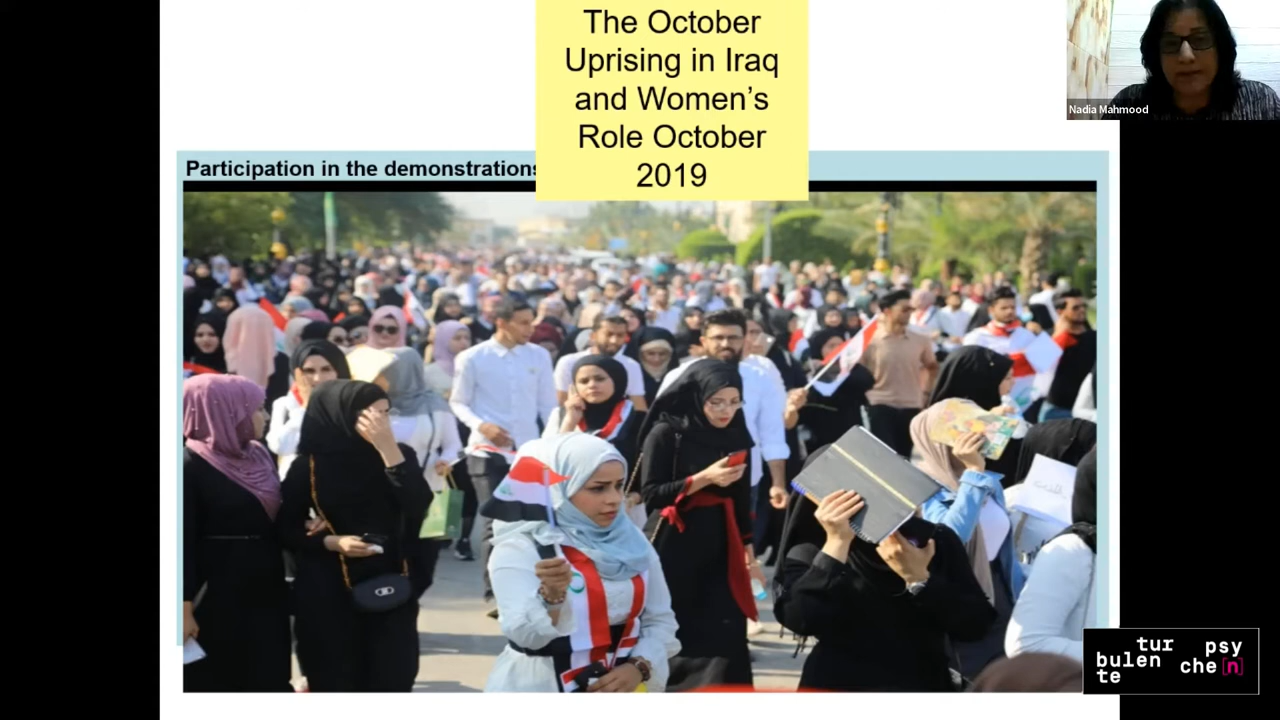 The October
Uprising in Iraq
and Women's
Role October
2019
Participation in the demonstrations
Nadia Mahmood
tur
bulen
te
psy
che[n]